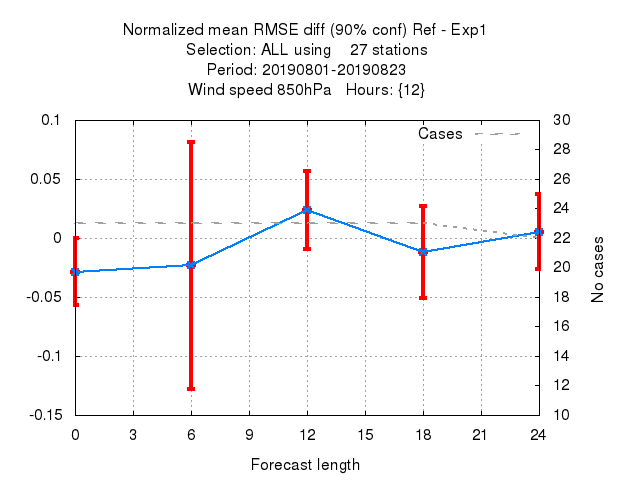 Normalized mean RMSE diff (90% conf) Ref - Exp1
Selection: ALL using    27 stations
Period: 20190801-20190823
Wind speed 850hPa   Hours: {12}
Cases
0.1
0.05
0
-0.05
-0.1
-0.15
30
28
26
24
22
20
18
16
14
12
10
No cases
0 3 6 9 12 15 18 21 24
Forecast length